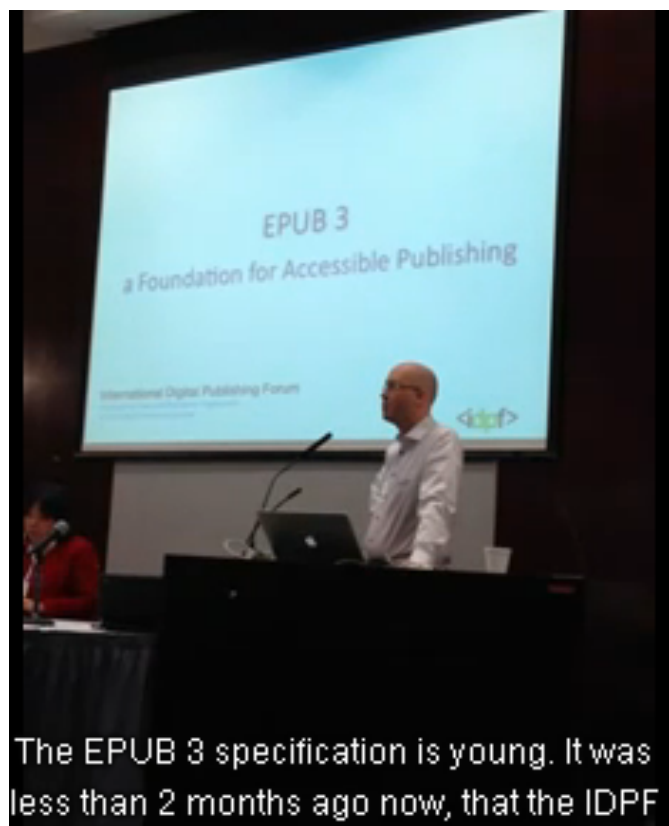 EPUB 3
a Foundation for Accessible Publishing
International Digital Publishing Forum
<idpf>
The EPUB 3 specification is young. It was
less than 2 months ago now, that the IDPF